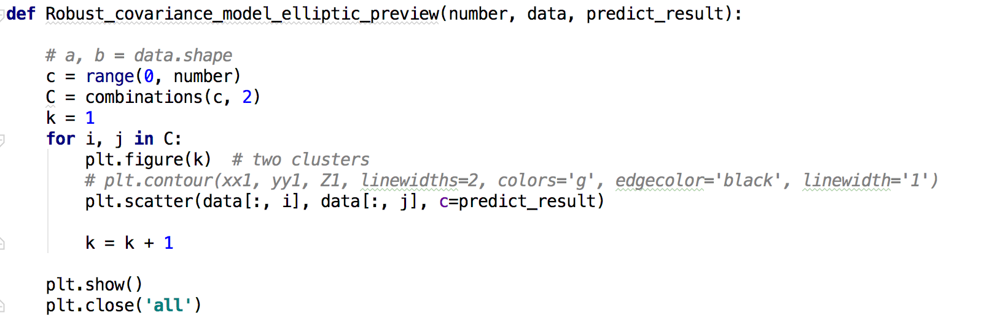 def Robust_covariance_model_elliptic_preview(number, data, predict_result):
# a, b = data.shape
c = range(0, number)
C = combinations(c, 2)
k = 1
for i, j in C:
plt.figure(k)  # two clusters
# plt.contour(xx1, yy1, Z1, linewidths=2, colors='g', edgecolor='black', linewidth='1')
plt.scatter(data[:, i], data[:, j], c=predict_result)
k = k + 1
plt.show()
plt.close('all')